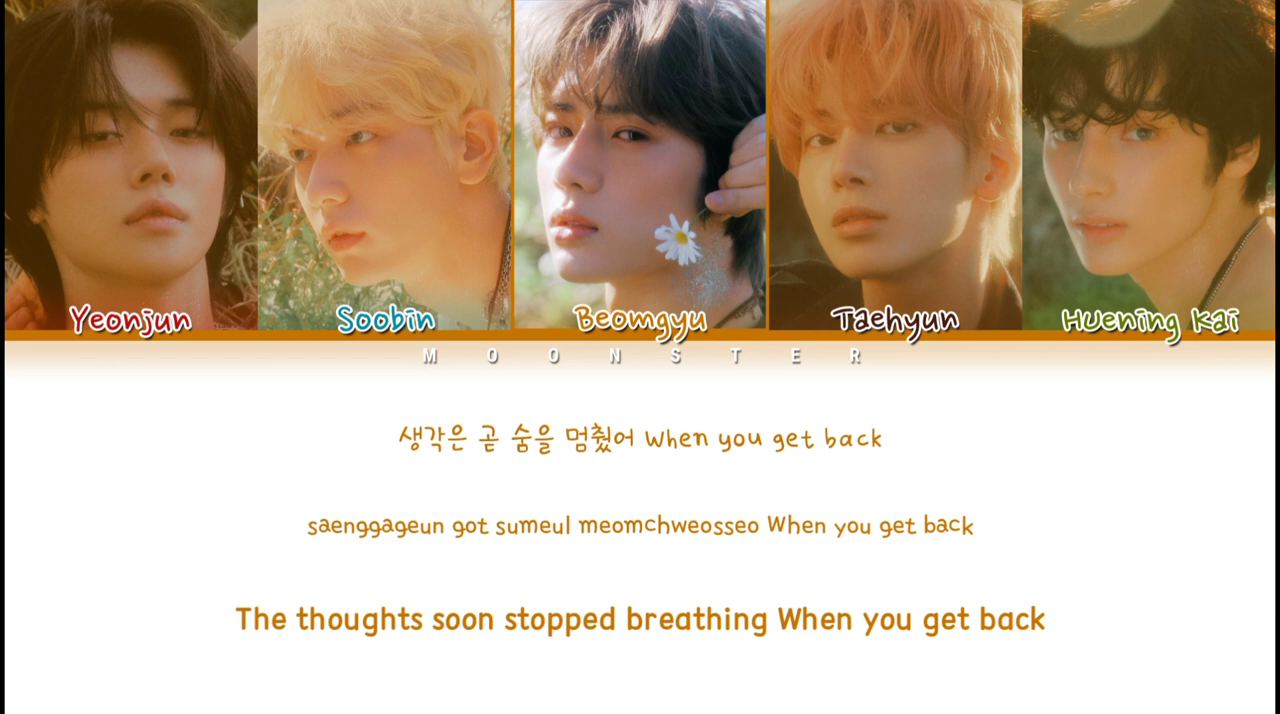 Yeonjun Soobin Beomgyu Taehyun Huening Kai
MOONSTER
생각은 곧 숨을 멈췄어 When you get back
saenggageun got sumeul meomchweosseo When you get back
The thoughts soon stopped breathing When you get back